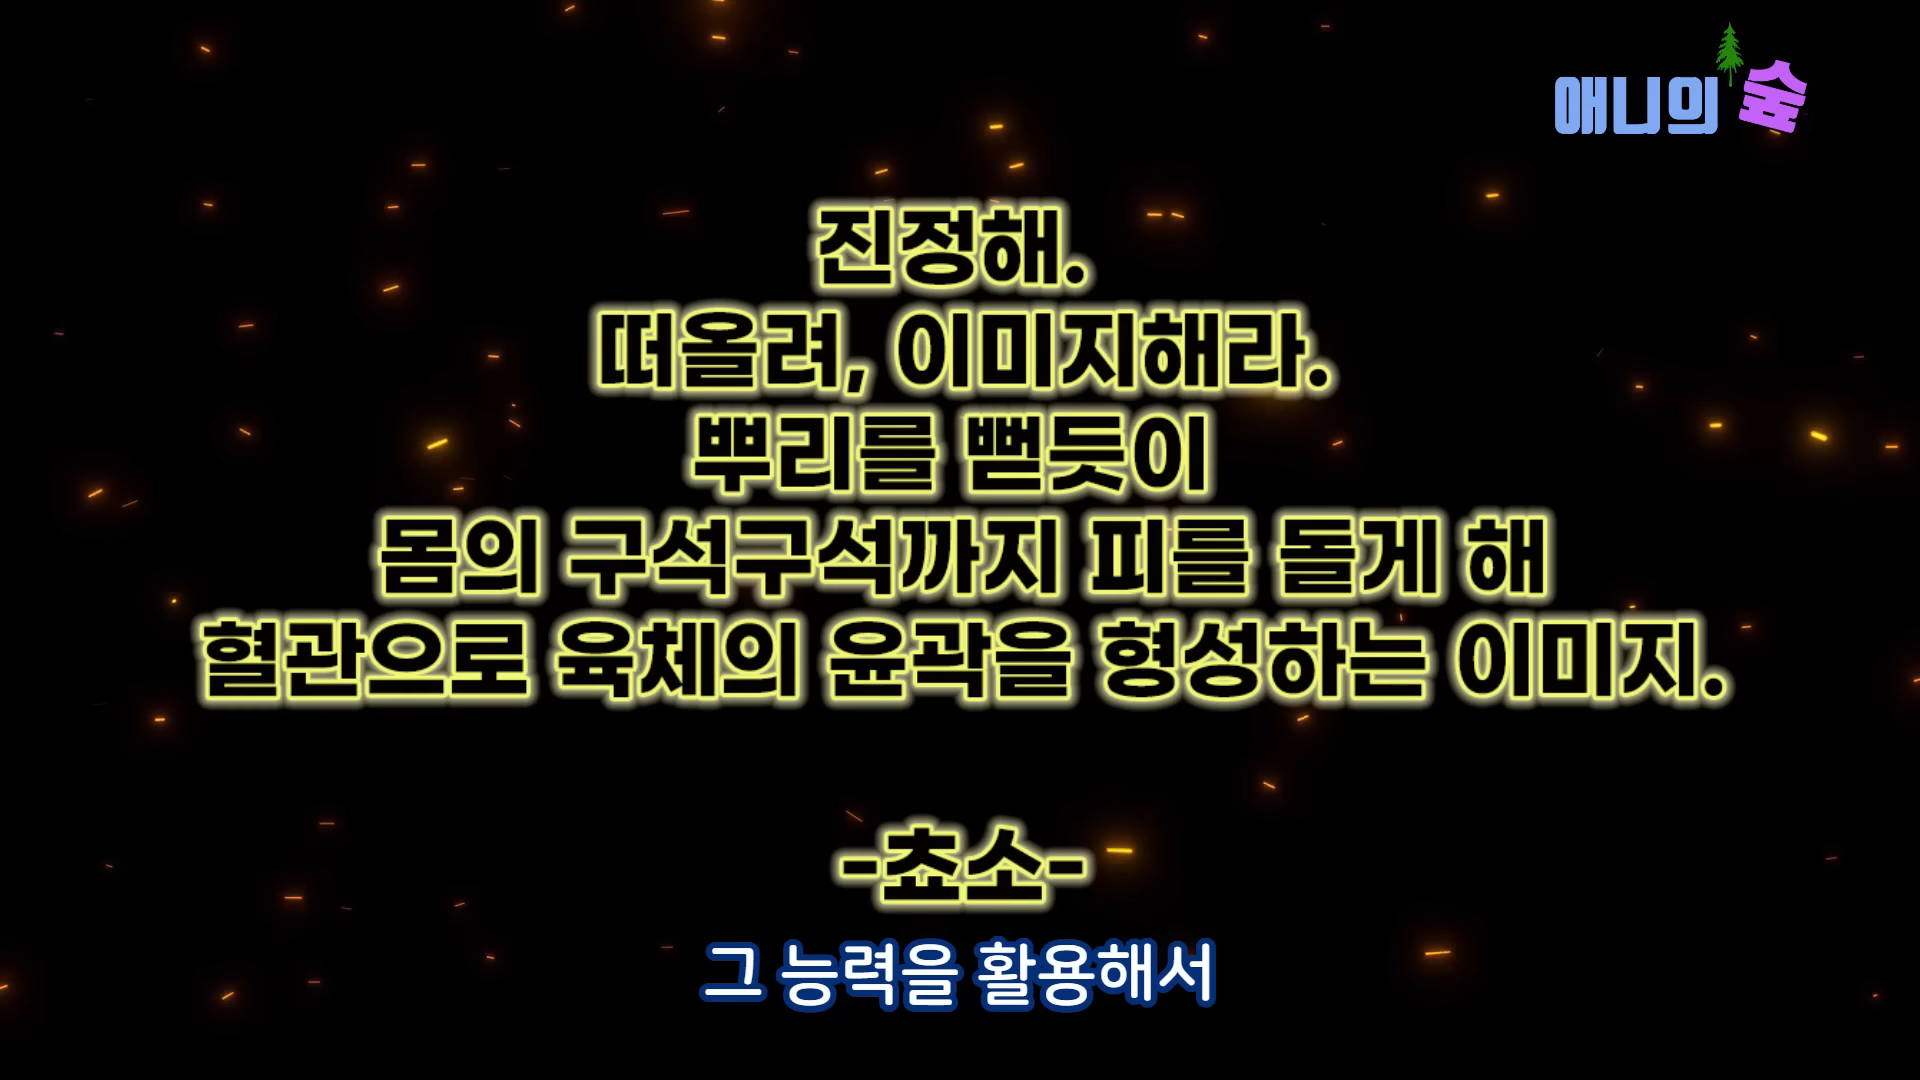 애니의 숲
진정해.
떠올려, 이미지해라.
뿌리를 뻗듯이
몸의 구석구석까지 피를 돌게 해
혈관으로 육체의 윤곽을 형성하는 이미지.
-쵸소-
그 능력을 활용해서